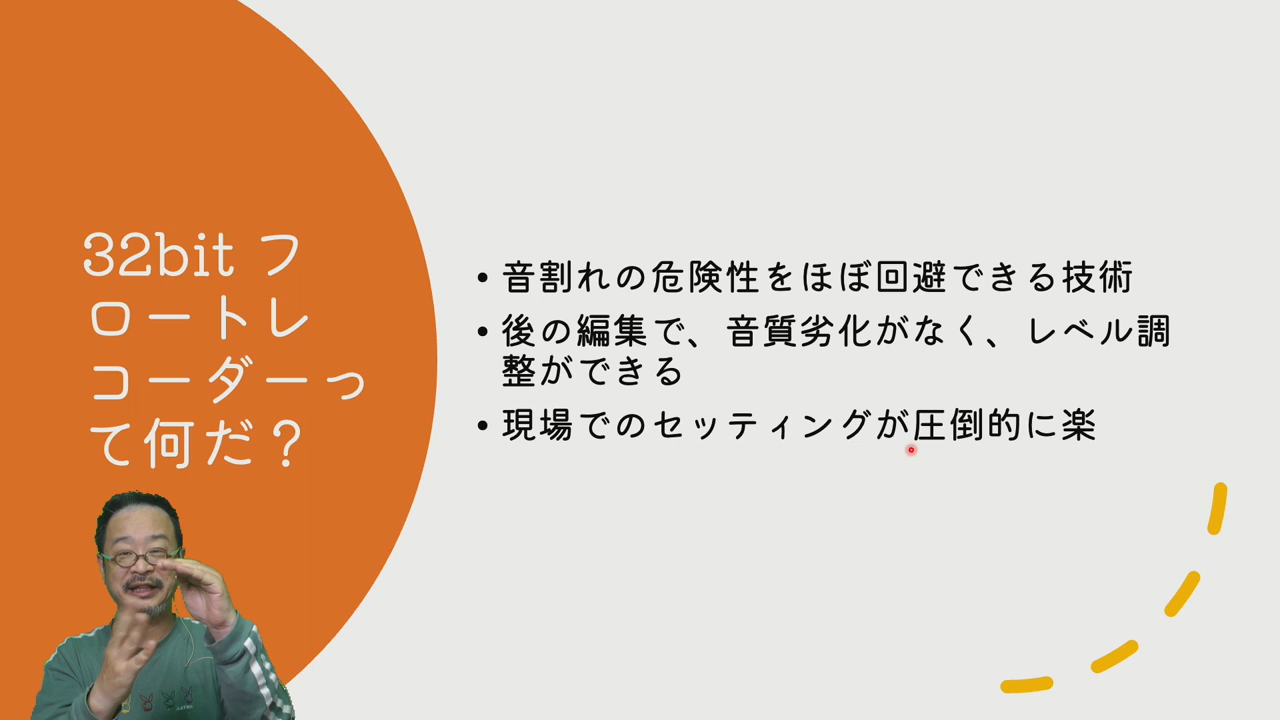 32bit フ
ロートレ
コーダーっ
て何だ？
• 音割れの危険性をほぼ回避できる技術
• 後の編集で、音質劣化がなく、レベル調
整ができる
• 現場でのセッティングが圧倒的に楽